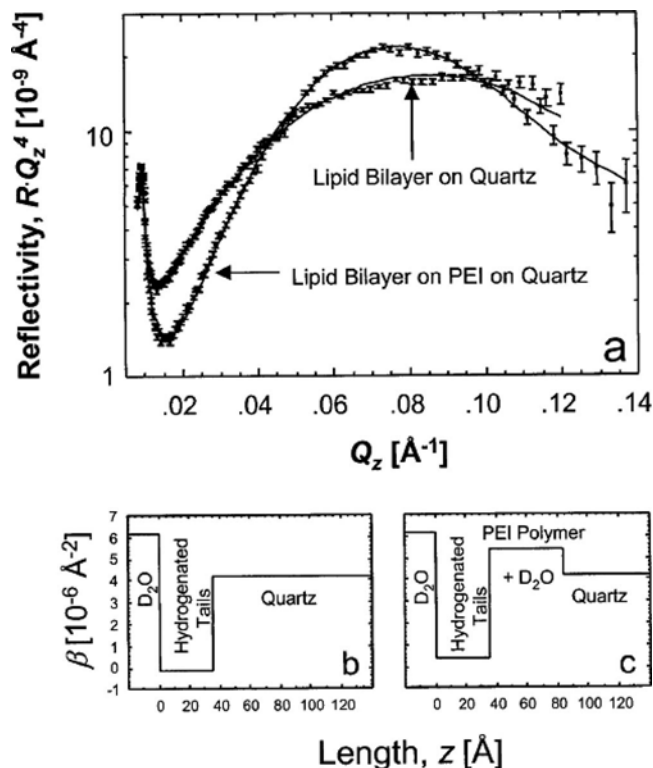 Reflectivity, RQz^4 [10^-9 Å^-4]
10
1
Lipid Bilayer on Quartz
Lipid Bilayer on PEI on Quartz
a
.02 .04 .06 .08 .10 .12 .14
Qz [Å^-1]
β [10^-6 Å^-2]
7
6
5
4
3
2
1
0
-1
D2O
Hydrogenated
Tails
Quartz
b
0 20 40 60 80 100 120
D2O
Hydrogenated
Tails
PEI Polymer
+ D2O
Quartz
c
0 20 40 60 80 100 120
Length, z [Å]